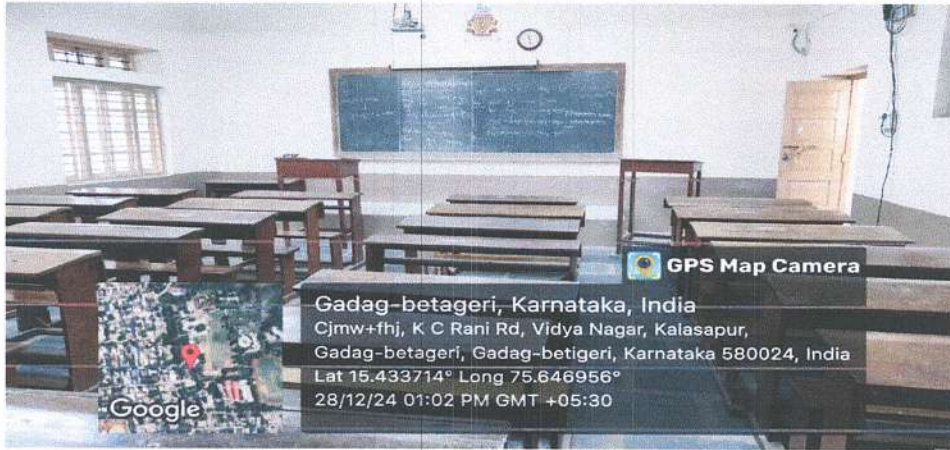 GPS Map Camera
Gadag-betageri, Karnataka, India
Cjmw+fhj, K C Rani Rd, Vidya Nagar, Kalasapur,
Gadag-betageri, Gadag-betigeri, Karnataka 580024, India
Lat 15.433714° Long 75.646956°
28/12/24 01:02 PM GMT +05:30
Google